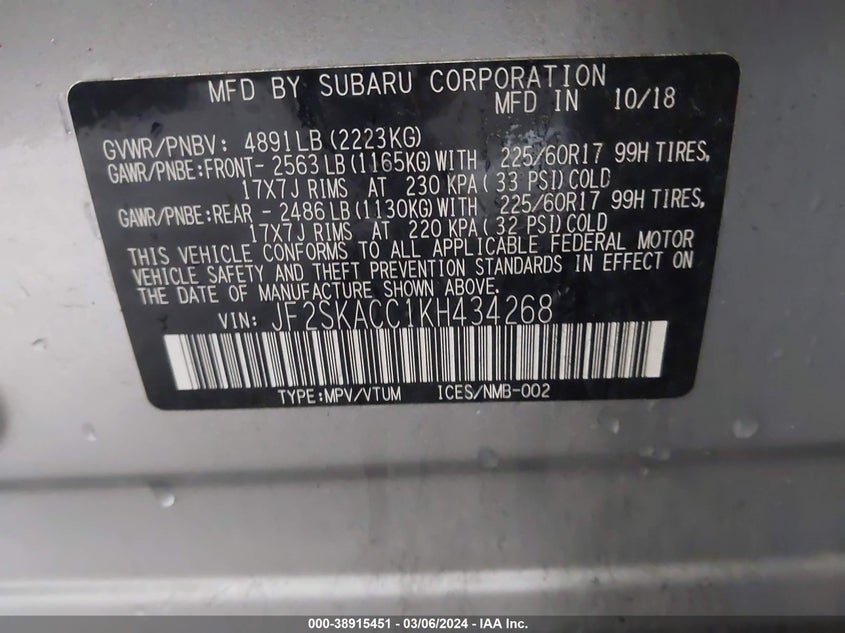 MFD BY SUBARU CORPORATION
MFD IN 10/18
GVWR/PNBV: 4891LB (2223KG)
GAWR/PNBE:FRONT- 2563 LB (1165KG) WITH 225/60R17 99H TIRES,
17X7J RIMS AT 230 KPA( 33 PSI) COLD
GAWR/PNBE:REAR - 2486 LB (1130KG) WITH 225/60R17 99H TIRES,
17X7J RIMS AT 220 KPA( 32 PSI) COLD
THIS VEHICLE CONFORMS TO ALL APPLICABLE FEDERAL MOTOR
VEHICLE SAFETY AND THEFT PREVENTION STANDARDS IN EFFECT ON
THE DATE OF MANUFACTURE SHOWN ABOVE.
VIN: JF2SKACC1KH434268
TYPE:MPV/VTUM ICES/NMB-002
000-38915451 - 03/06/2024 - IAA Inc.